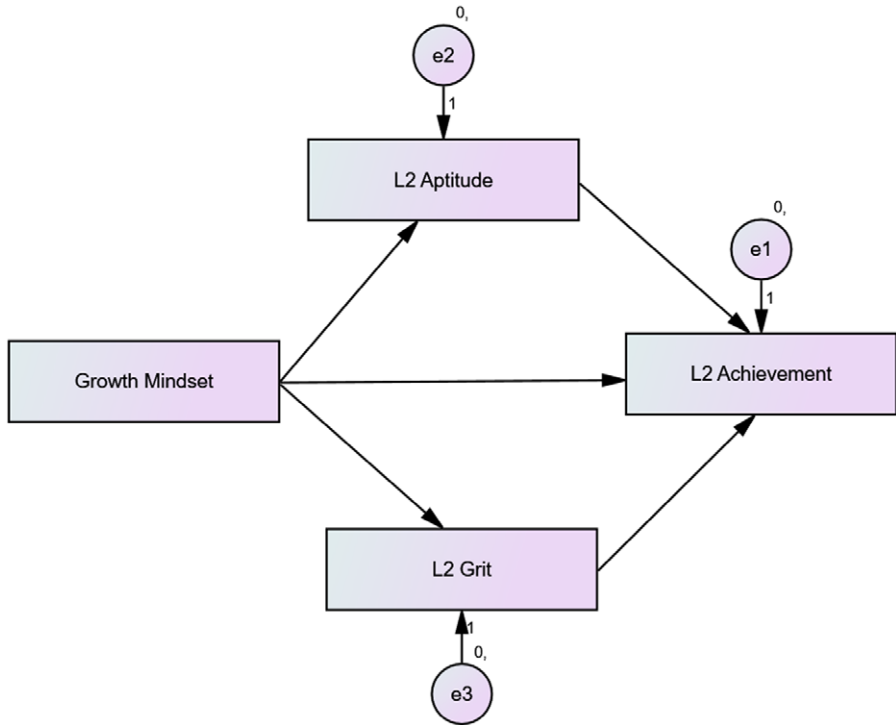 0,
e2
1
L2 Aptitude
0,
e1
1
Growth Mindset
L2 Achievement
L2 Grit
1
0,
e3